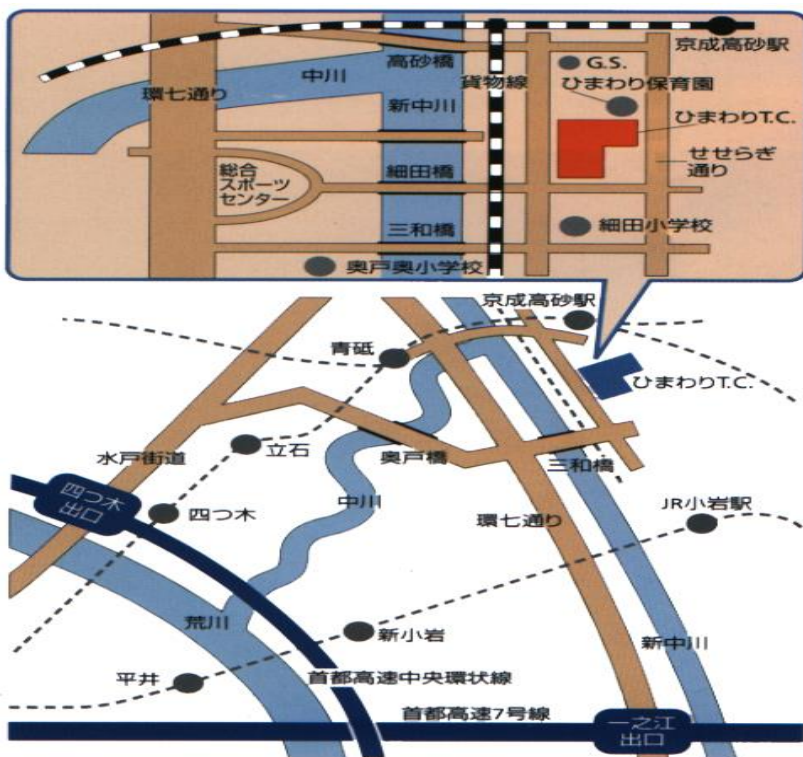 京成高砂駅
高砂橋
G.S.
中川
貨物線
ひまわり保育園
環七通り
新中川
ひまわりT.C.
総合
スポーツ
センター
細田橋
せせらぎ
通り
三和橋
細田小学校
奥戸奥小学校
京成高砂駅
青砥
ひまわりT.C.
水戸街道
立石
奥戸橋
三和橋
四つ木
出口
四つ木
中川
環七通り
JR小岩駅
荒川
新小岩
新中川
平井
首都高速中央環状線
首都高速7号線
一之江
出口